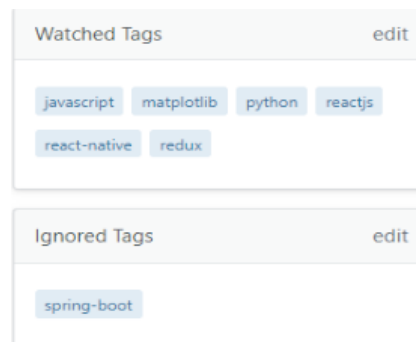 Watched Tags edit
javascript matplotlib python reactjs
react-native redux
Ignored Tags edit
spring-boot